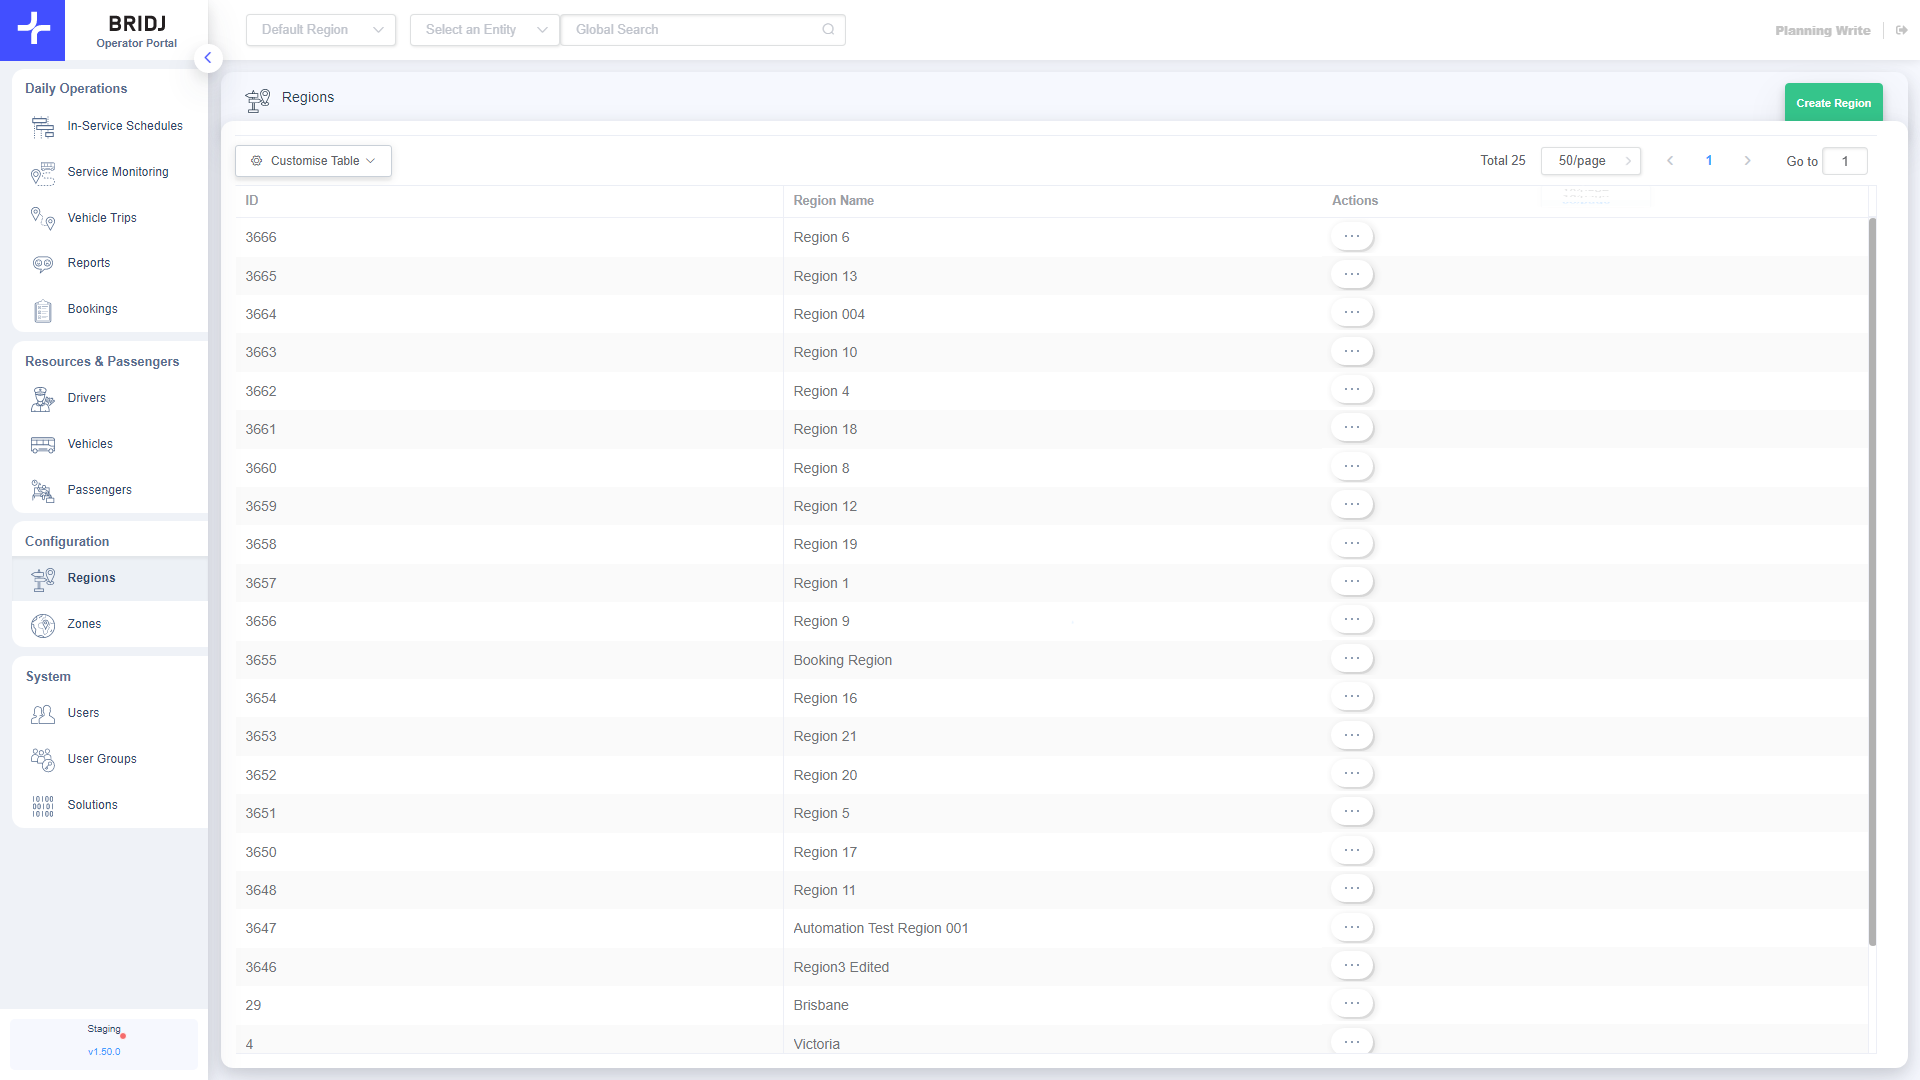 BRIDJ
Operator Portal
Default Region
Select an Entity
Global Search
Planning Write
Daily Operations
In-Service Schedules
Service Monitoring
Vehicle Trips
Reports
Bookings
Resources & Passengers
Drivers
Vehicles
Passengers
Configuration
Regions
Zones
System
Users
User Groups
Solutions
Staging
v1.50.0
Regions
Create Region
Customise Table
Total 25
50/page
1
Go to
1
ID Region Name Actions
3666 Region 6
3665 Region 13
3664 Region 004
3663 Region 10
3662 Region 4
3661 Region 18
3660 Region 8
3659 Region 12
3658 Region 19
3657 Region 1
3656 Region 9
3655 Booking Region
3654 Region 16
3653 Region 21
3652 Region 20
3651 Region 5
3650 Region 17
3648 Region 11
3647 Automation Test Region 001
3646 Region3 Edited
29 Brisbane
4 Victoria